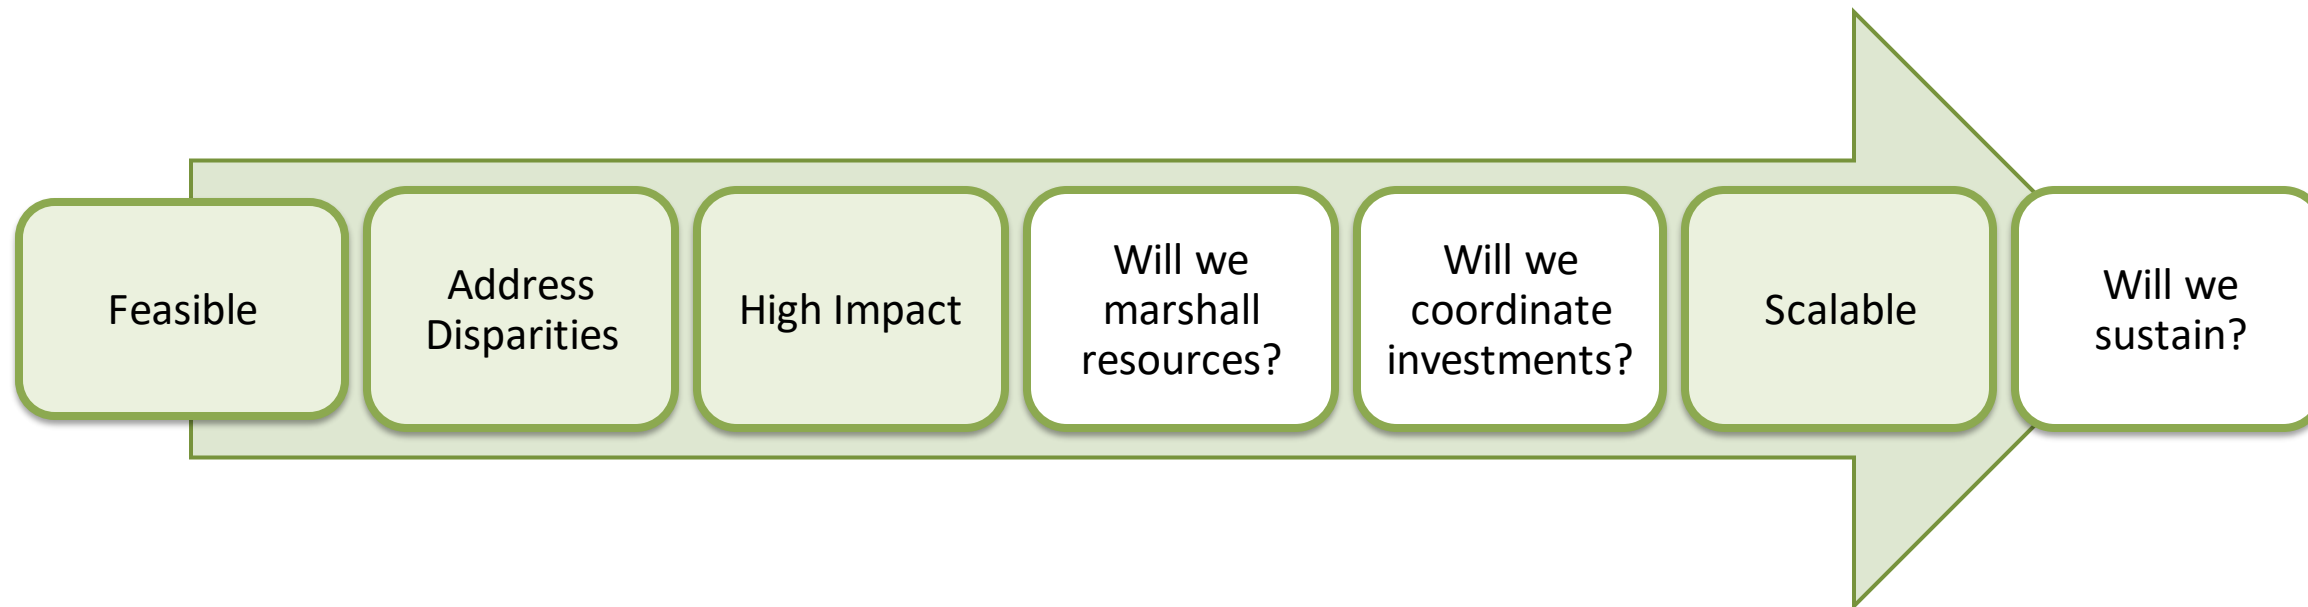 Feasible
Address
Disparities
High Impact
Will we
marshall
resources?
Will we
coordinate
investments?
Scalable
Will we
sustain?